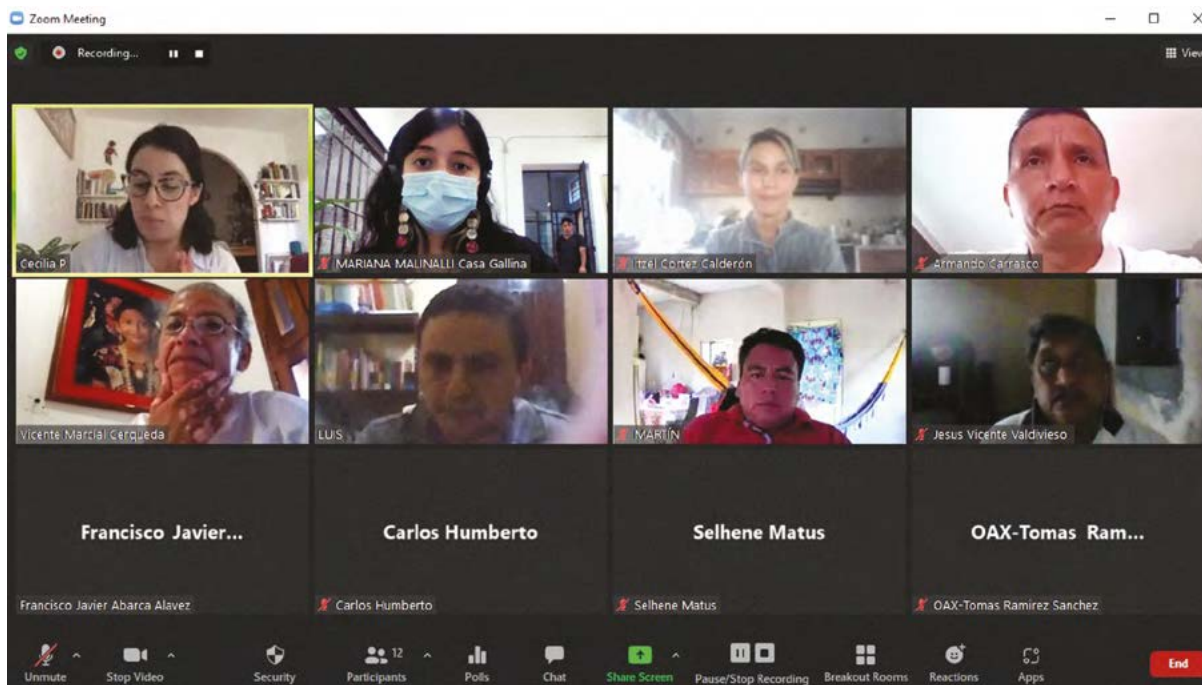 Zoom Meeting
Recording...
View
Cecilia P
MARIANA MALINALLI Casa Gallina
Itzel Cortez Calderón
Armando Carrasco
Vicente Marcial Cerqueda
LUIS
MARTÍN
Jesus Vicente Valdivieso
Francisco Javier...
Carlos Humberto
Selhene Matus
OAX-Tomas Ram...
Francisco Javier Abarca Alavez
Carlos Humberto
Selhene Matus
OAX-Tomas Ramirez Sanchez
Unmute
Stop Video
Security
12
Participants
Polls
Chat
Share Screen
Pause/Stop Recording
Breakout Rooms
Reactions
Apps
End